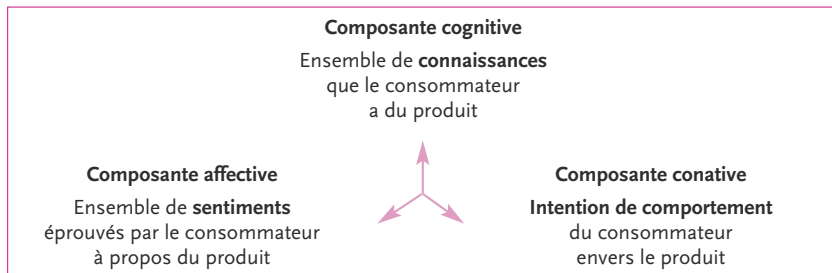 Composante cognitive
Ensemble de connaissances
que le consommateur
a du produit
Composante affective
Ensemble de sentiments
éprouvés par le consommateur
à propos du produit
Composante conative
Intention de comportement
du consommateur
envers le produit